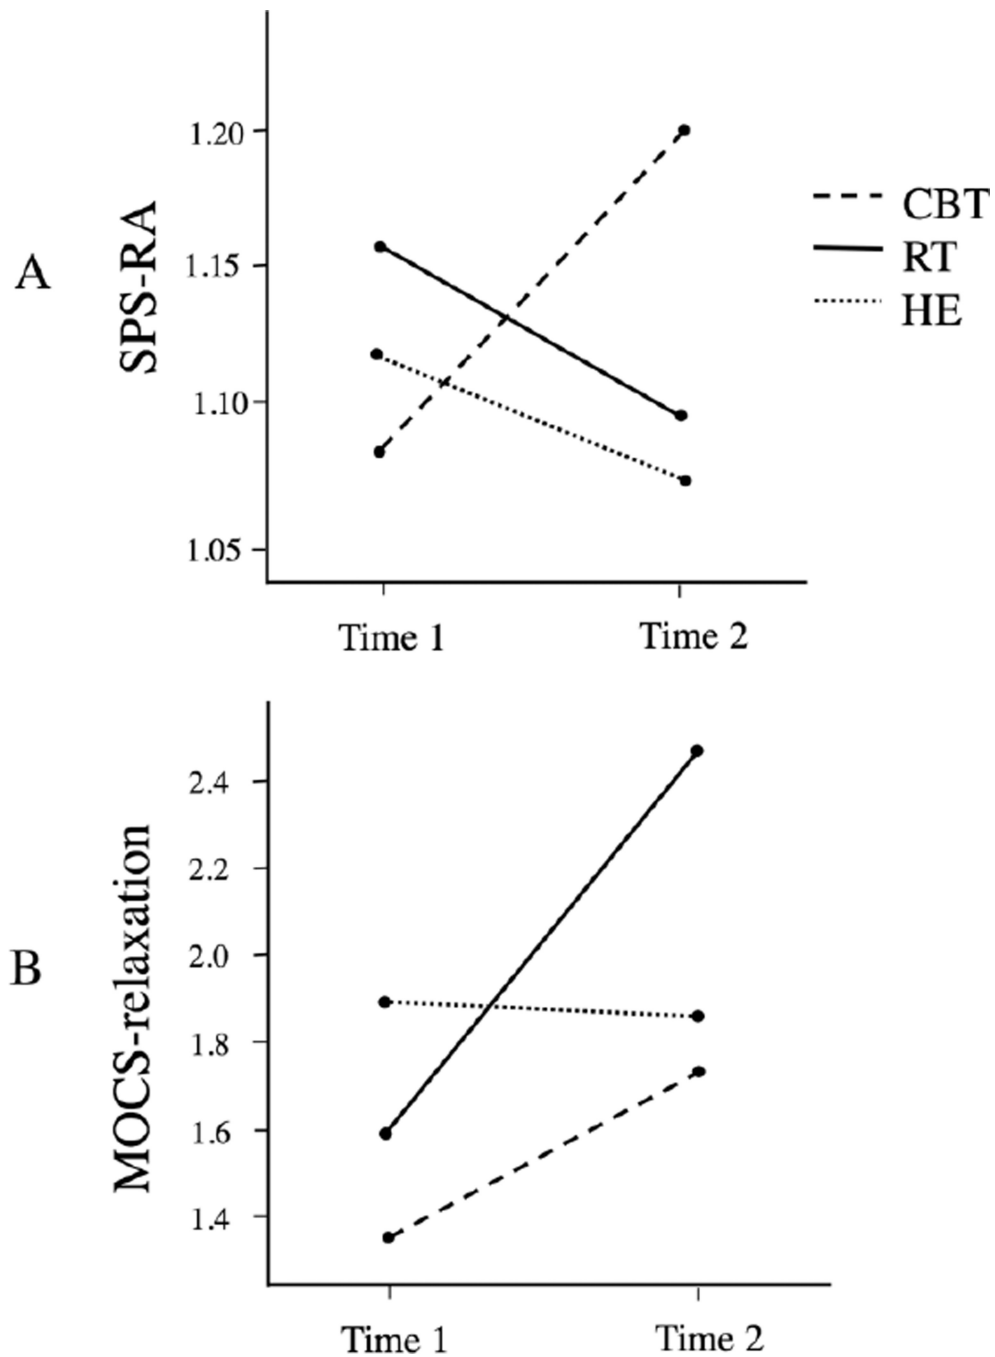 A
SPS-RA
1.20
1.15
1.10
1.05
Time 1
Time 2
CBT
RT
HE
B
MOCS-relaxation
2.4
2.2
2.0
1.8
1.6
1.4
Time 1
Time 2